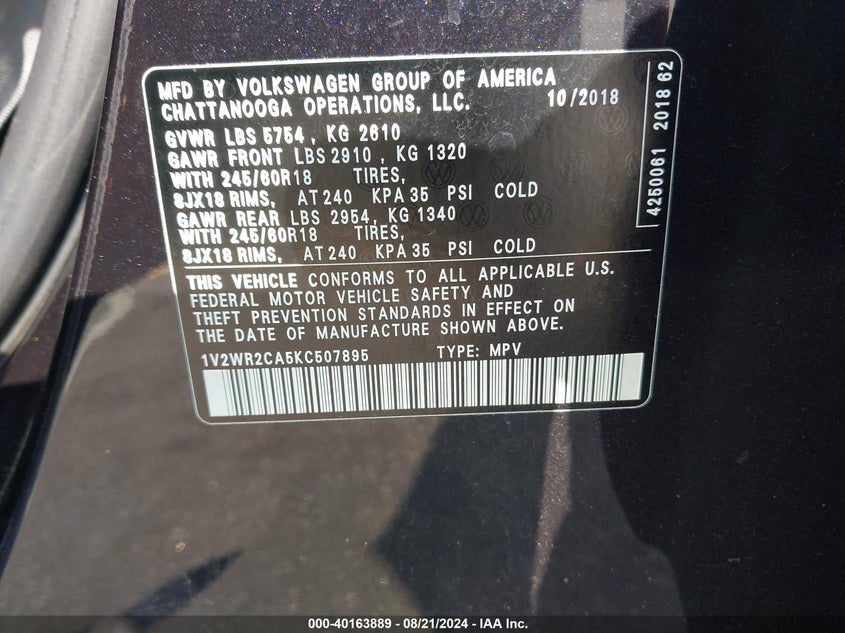 MFD BY VOLKSWAGEN GROUP OF AMERICA
CHATTANOOGA OPERATIONS, LLC. 10/2018
GVWR LBS 5754 , KG 2610
GAWR FRONT LBS 2910 , KG 1320
WITH 245/60R18 TIRES,
8JX18 RIMS, AT 240 KPA 35 PSI COLD
GAWR REAR LBS 2954, KG 1340
WITH 245/60R18 TIRES,
8JX18 RIMS, AT 240 KPA 35 PSI COLD
THIS VEHICLE CONFORMS TO ALL APPLICABLE U.S.
FEDERAL MOTOR VEHICLE SAFETY AND
THEFT PREVENTION STANDARDS IN EFFECT ON
THE DATE OF MANUFACTURE SHOWN ABOVE.
1V2WR2CA5KC507895 TYPE: MPV
4250061 2018 62
000-40163889 - 08/21/2024 - IAA Inc.